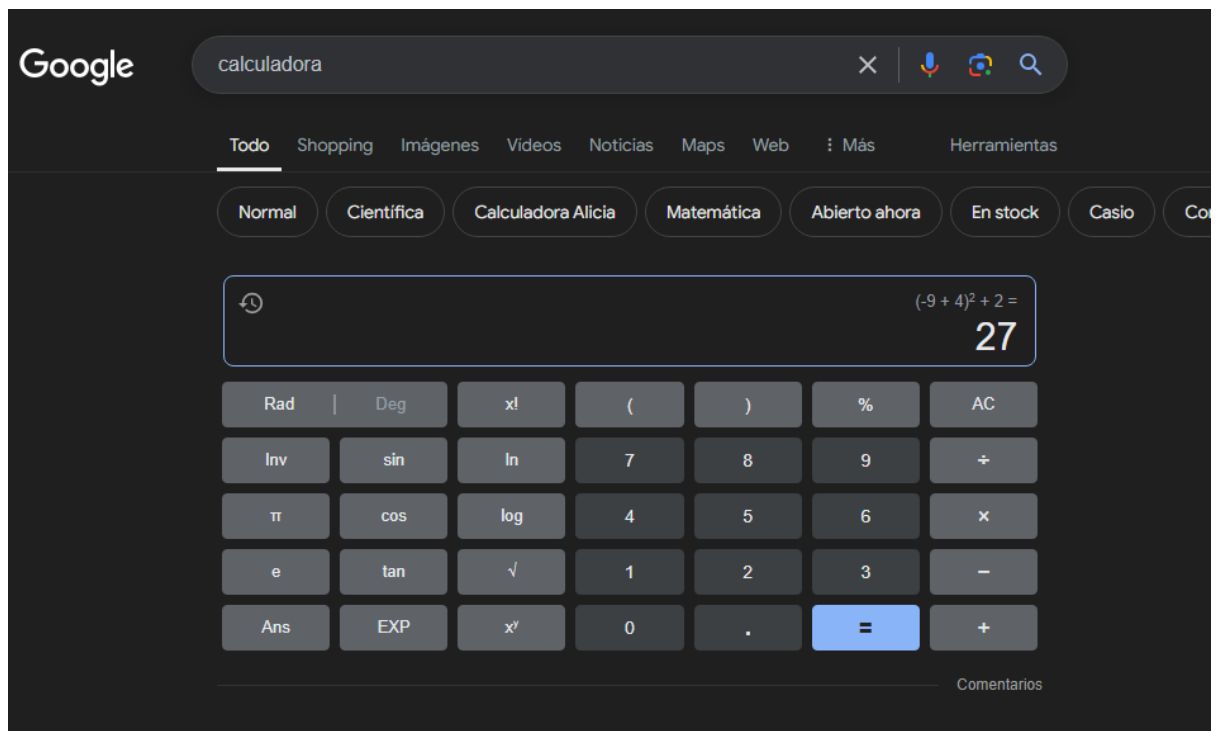 Google calculadora
Todo Shopping Imágenes Vídeos Noticias Maps Web Más Herramientas
Normal Científica Calculadora Alicia Matemática Abierto ahora En stock Casio
(-9 + 4)² + 2 =
27
Rad | Deg x! ( ) % AC
Inv sin ln 7 8 9 ÷
π cos log 4 5 6 ×
e tan √ 1 2 3 −
Ans EXP xʸ 0 . = +
Comentarios